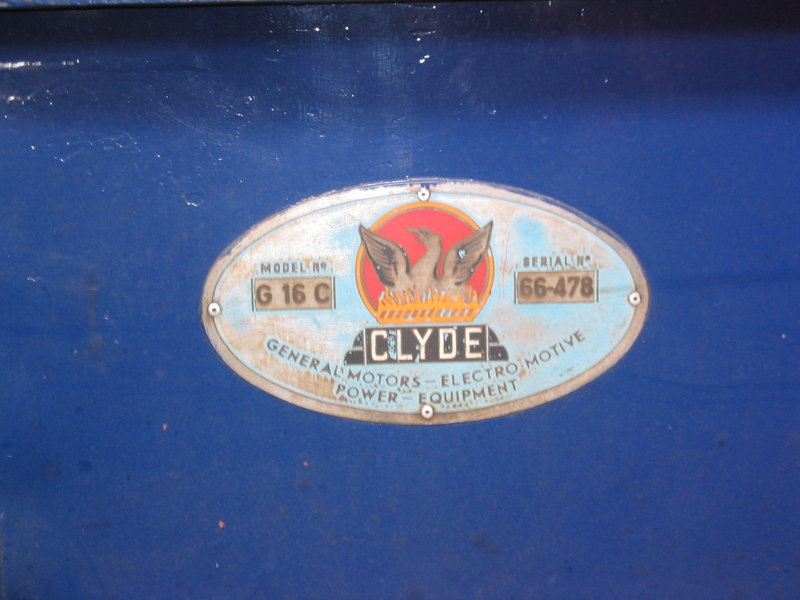 MODEL Nº
G 16 C
SERIAL Nº
66-478
CLYDE
GENERAL MOTORS - ELECTRO MOTIVE
POWER - EQUIPMENT